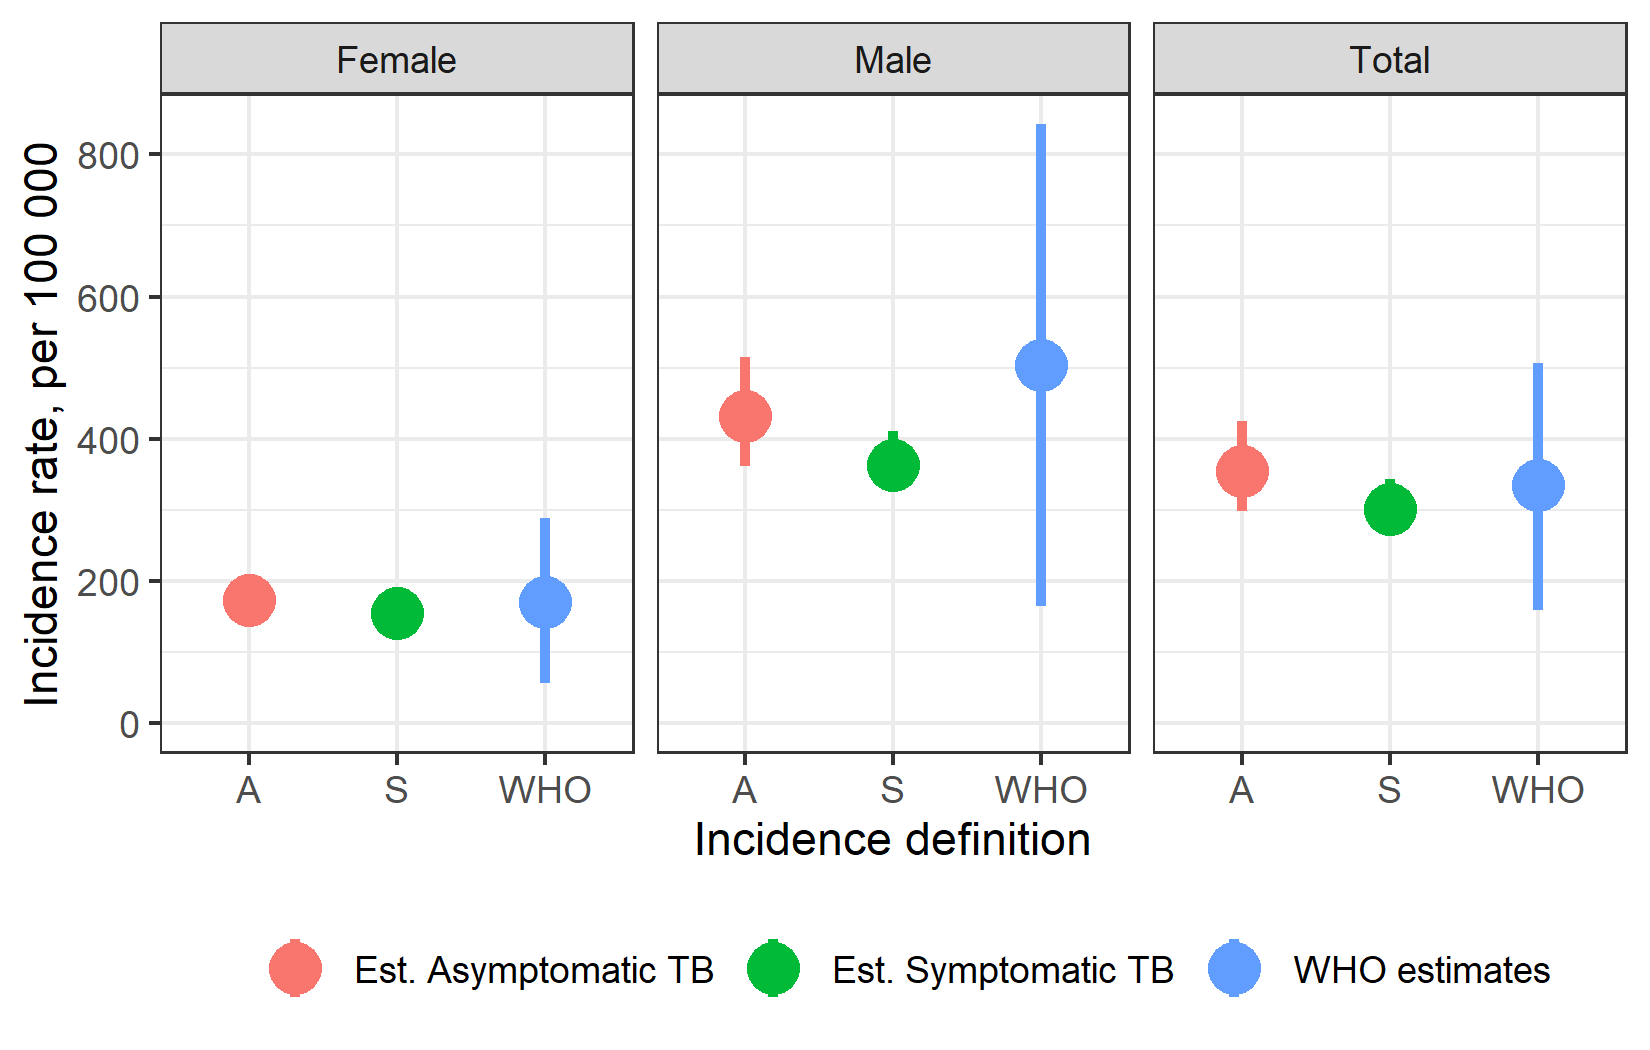 Female Male Total
Incidence rate, per 100 000
800
600
400
200
0
A S WHO A S WHO A S WHO
Incidence definition
Est. Asymptomatic TB Est. Symptomatic TB WHO estimates